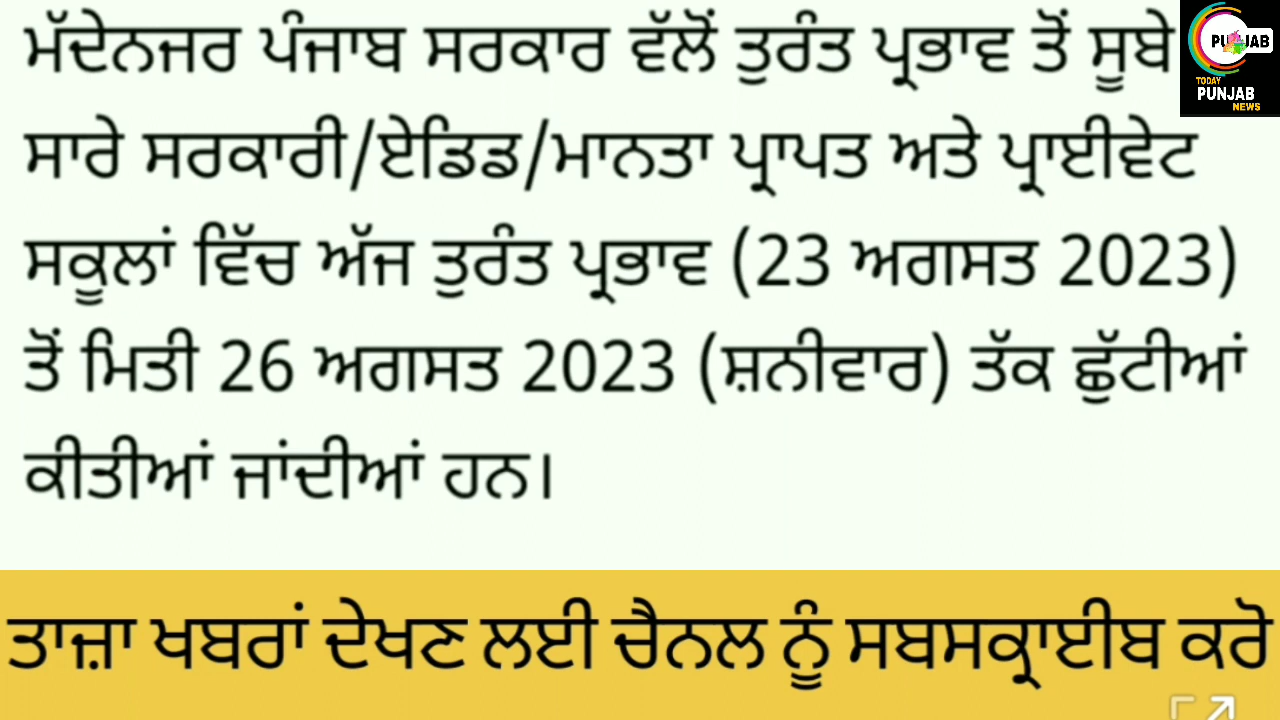 ਮੱਦੇਨਜਰ ਪੰਜਾਬ ਸਰਕਾਰ ਵੱਲੋਂ ਤੁਰੰਤ ਪ੍ਰਭਾਵ ਤੋਂ ਸੂਬੇ
ਸਾਰੇ ਸਰਕਾਰੀ/ਏਡਿਡ/ਮਾਨਤਾ ਪ੍ਰਾਪਤ ਅਤੇ ਪ੍ਰਾਈਵੇਟ
ਸਕੂਲਾਂ ਵਿੱਚ ਅੱਜ ਤੁਰੰਤ ਪ੍ਰਭਾਵ (23 ਅਗਸਤ 2023)
ਤੋਂ ਮਿਤੀ 26 ਅਗਸਤ 2023 (ਸ਼ਨੀਵਾਰ) ਤੱਕ ਛੁੱਟੀਆਂ
ਕੀਤੀਆਂ ਜਾਂਦੀਆਂ ਹਨ।
PUNJAB
TODAY
PUNJAB
NEWS
ਤਾਜ਼ਾ ਖਬਰਾਂ ਦੇਖਣ ਲਈ ਚੈਨਲ ਨੂੰ ਸਬਸਕ੍ਰਾਈਬ ਕਰੋ